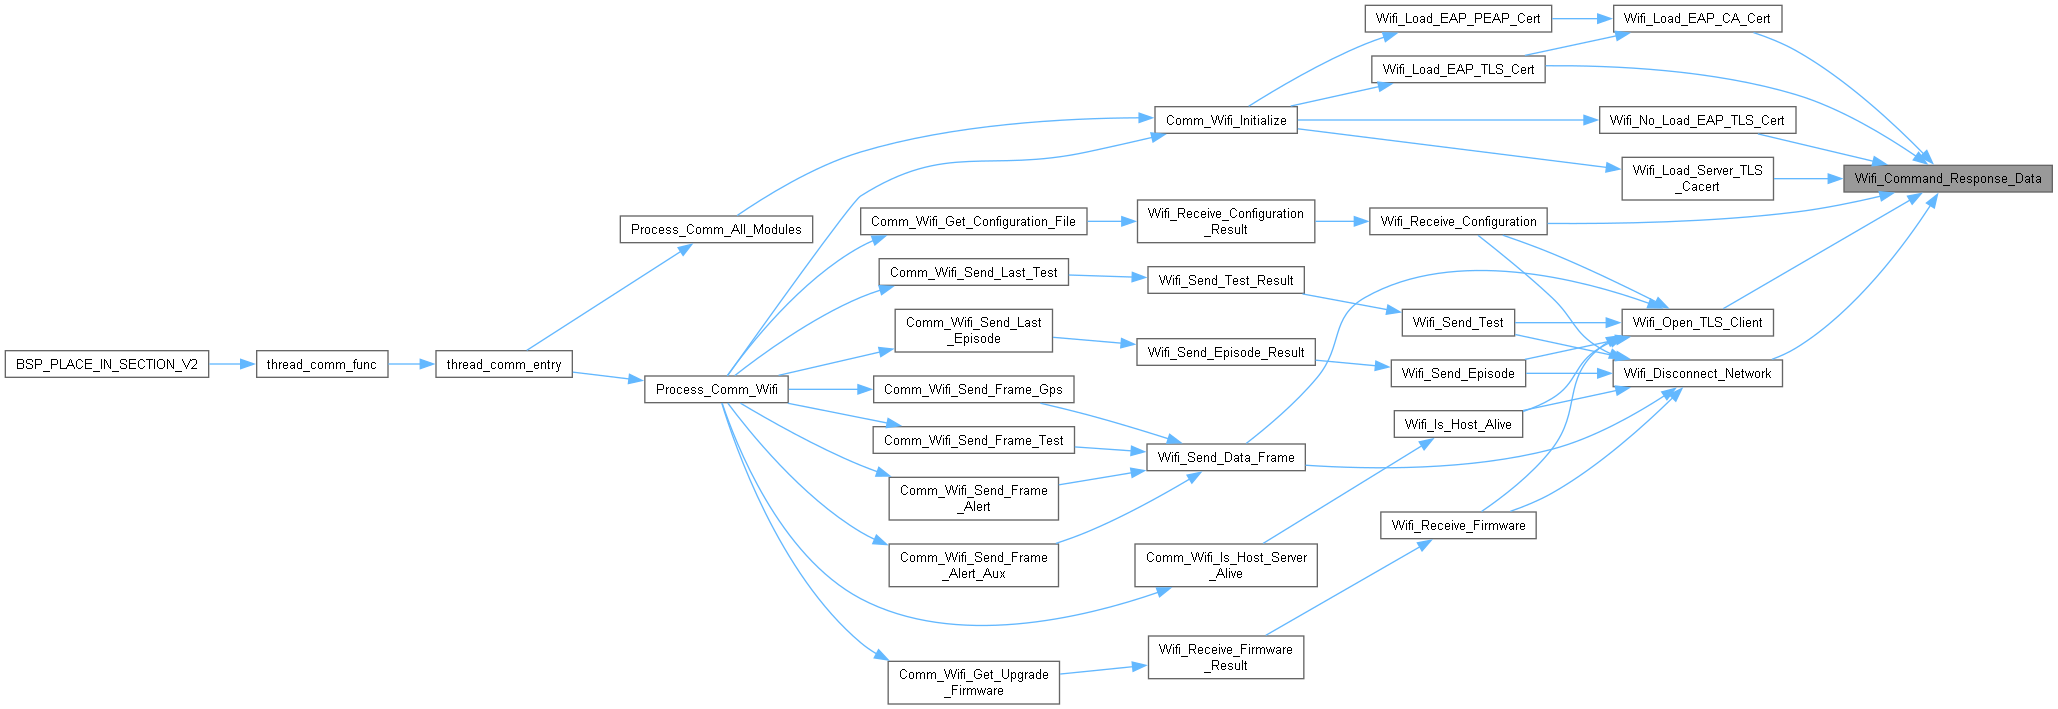 Wifi_Load_EAP_PEAP_Cert
Wifi_Load_EAP_CA_Cert
Wifi_Load_EAP_TLS_Cert
Comm_Wifi_Initialize
Wifi_No_Load_EAP_TLS_Cert
Wifi_Load_Server_TLS
_Cacert
Wifi_Command_Response_Data
Process_Comm_All_Modules
Comm_Wifi_Get_Configuration_File
Wifi_Receive_Configuration
_Result
Wifi_Receive_Configuration
Comm_Wifi_Send_Last_Test
Wifi_Send_Test_Result
Comm_Wifi_Send_Last
_Episode
Wifi_Send_Test
Wifi_Open_TLS_Client
BSP_PLACE_IN_SECTION_V2
thread_comm_func
thread_comm_entry
Wifi_Send_Episode_Result
Process_Comm_Wifi
Comm_Wifi_Send_Frame_Gps
Wifi_Send_Episode
Wifi_Disconnect_Network
Comm_Wifi_Send_Frame_Test
Wifi_Is_Host_Alive
Wifi_Send_Data_Frame
Comm_Wifi_Send_Frame
_Alert
Wifi_Receive_Firmware
Comm_Wifi_Send_Frame
_Alert_Aux
Comm_Wifi_Is_Host_Server
_Alive
Wifi_Receive_Firmware
_Result
Comm_Wifi_Get_Upgrade
_Firmware